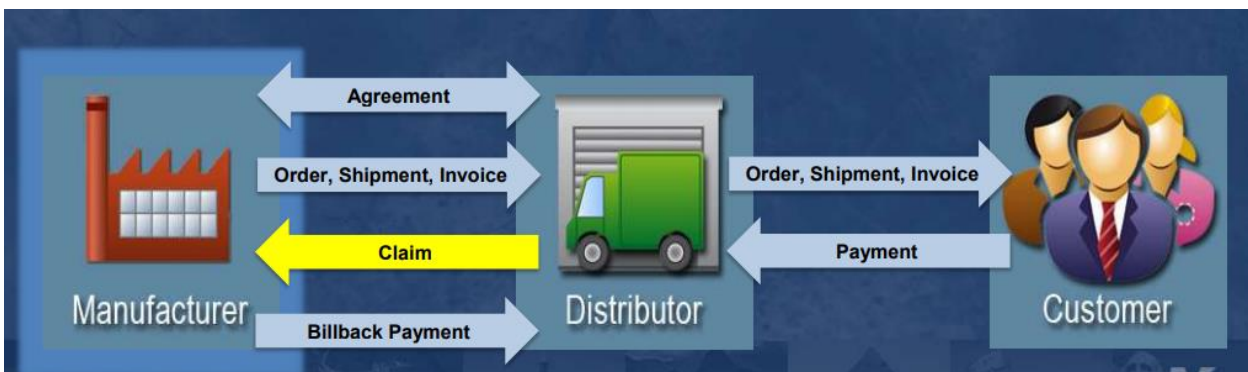 Agreement
Order, Shipment, Invoice
Order, Shipment, Invoice
Claim
Payment
Manufacturer
Billback Payment
Distributor
Customer